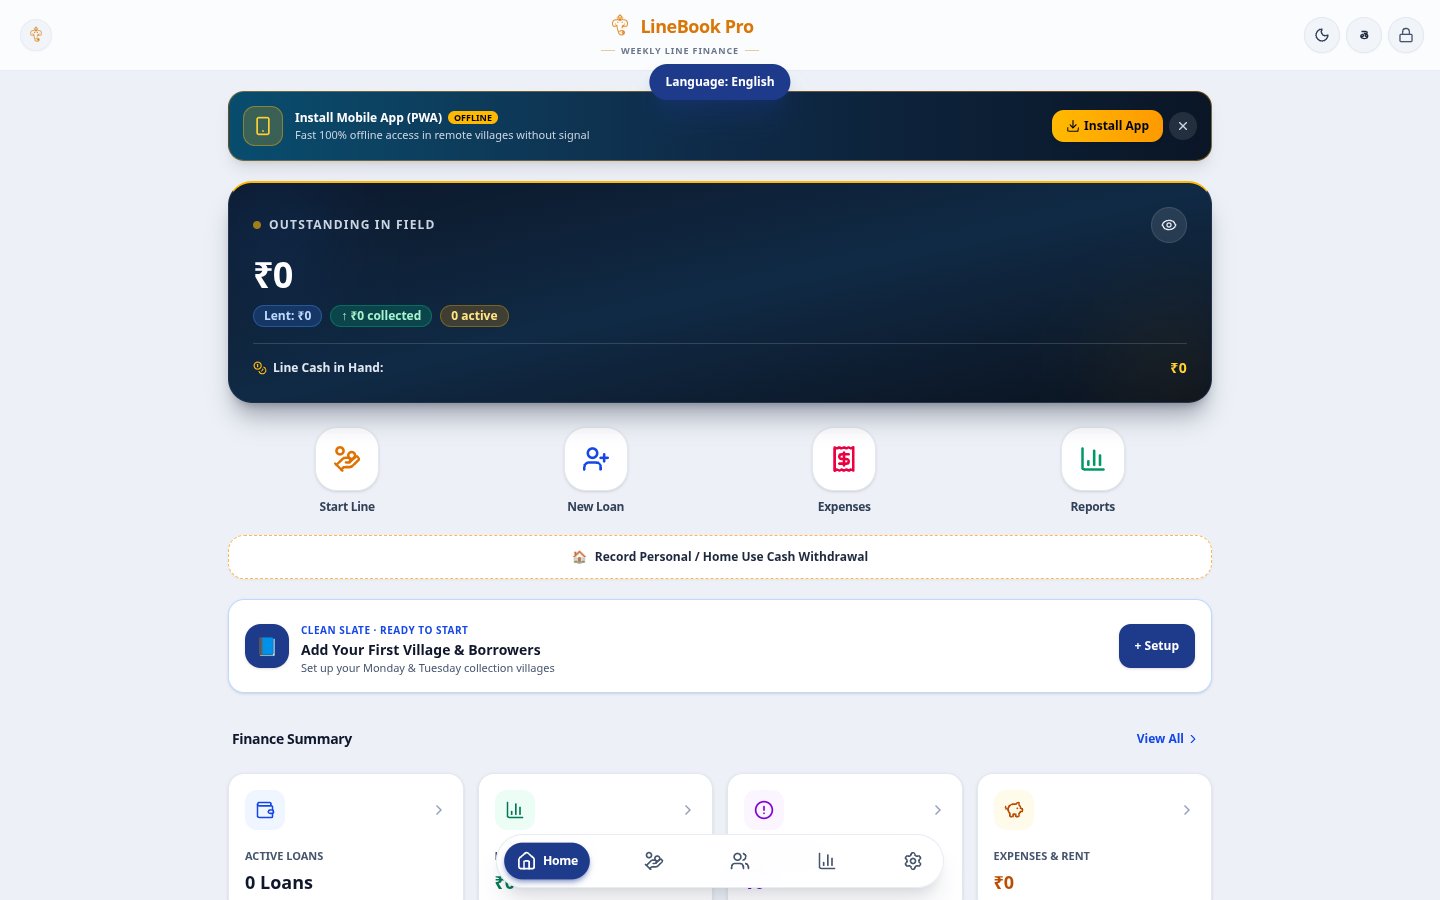 LineBook Pro
WEEKLY LINE FINANCE
Language: English
Install Mobile App (PWA) OFFLINE
Fast 100% offline access in remote villages without signal
Install App
OUTSTANDING IN FIELD
₹0
Lent: ₹0
↑ ₹0 collected
0 active
Line Cash in Hand:
₹0
Start Line
New Loan
Expenses
Reports
Record Personal / Home Use Cash Withdrawal
CLEAN SLATE · READY TO START
Add Your First Village & Borrowers
Set up your Monday & Tuesday collection villages
+ Setup
Finance Summary
View All
ACTIVE LOANS
0 Loans
₹0
EXPENSES & RENT
₹0
Home